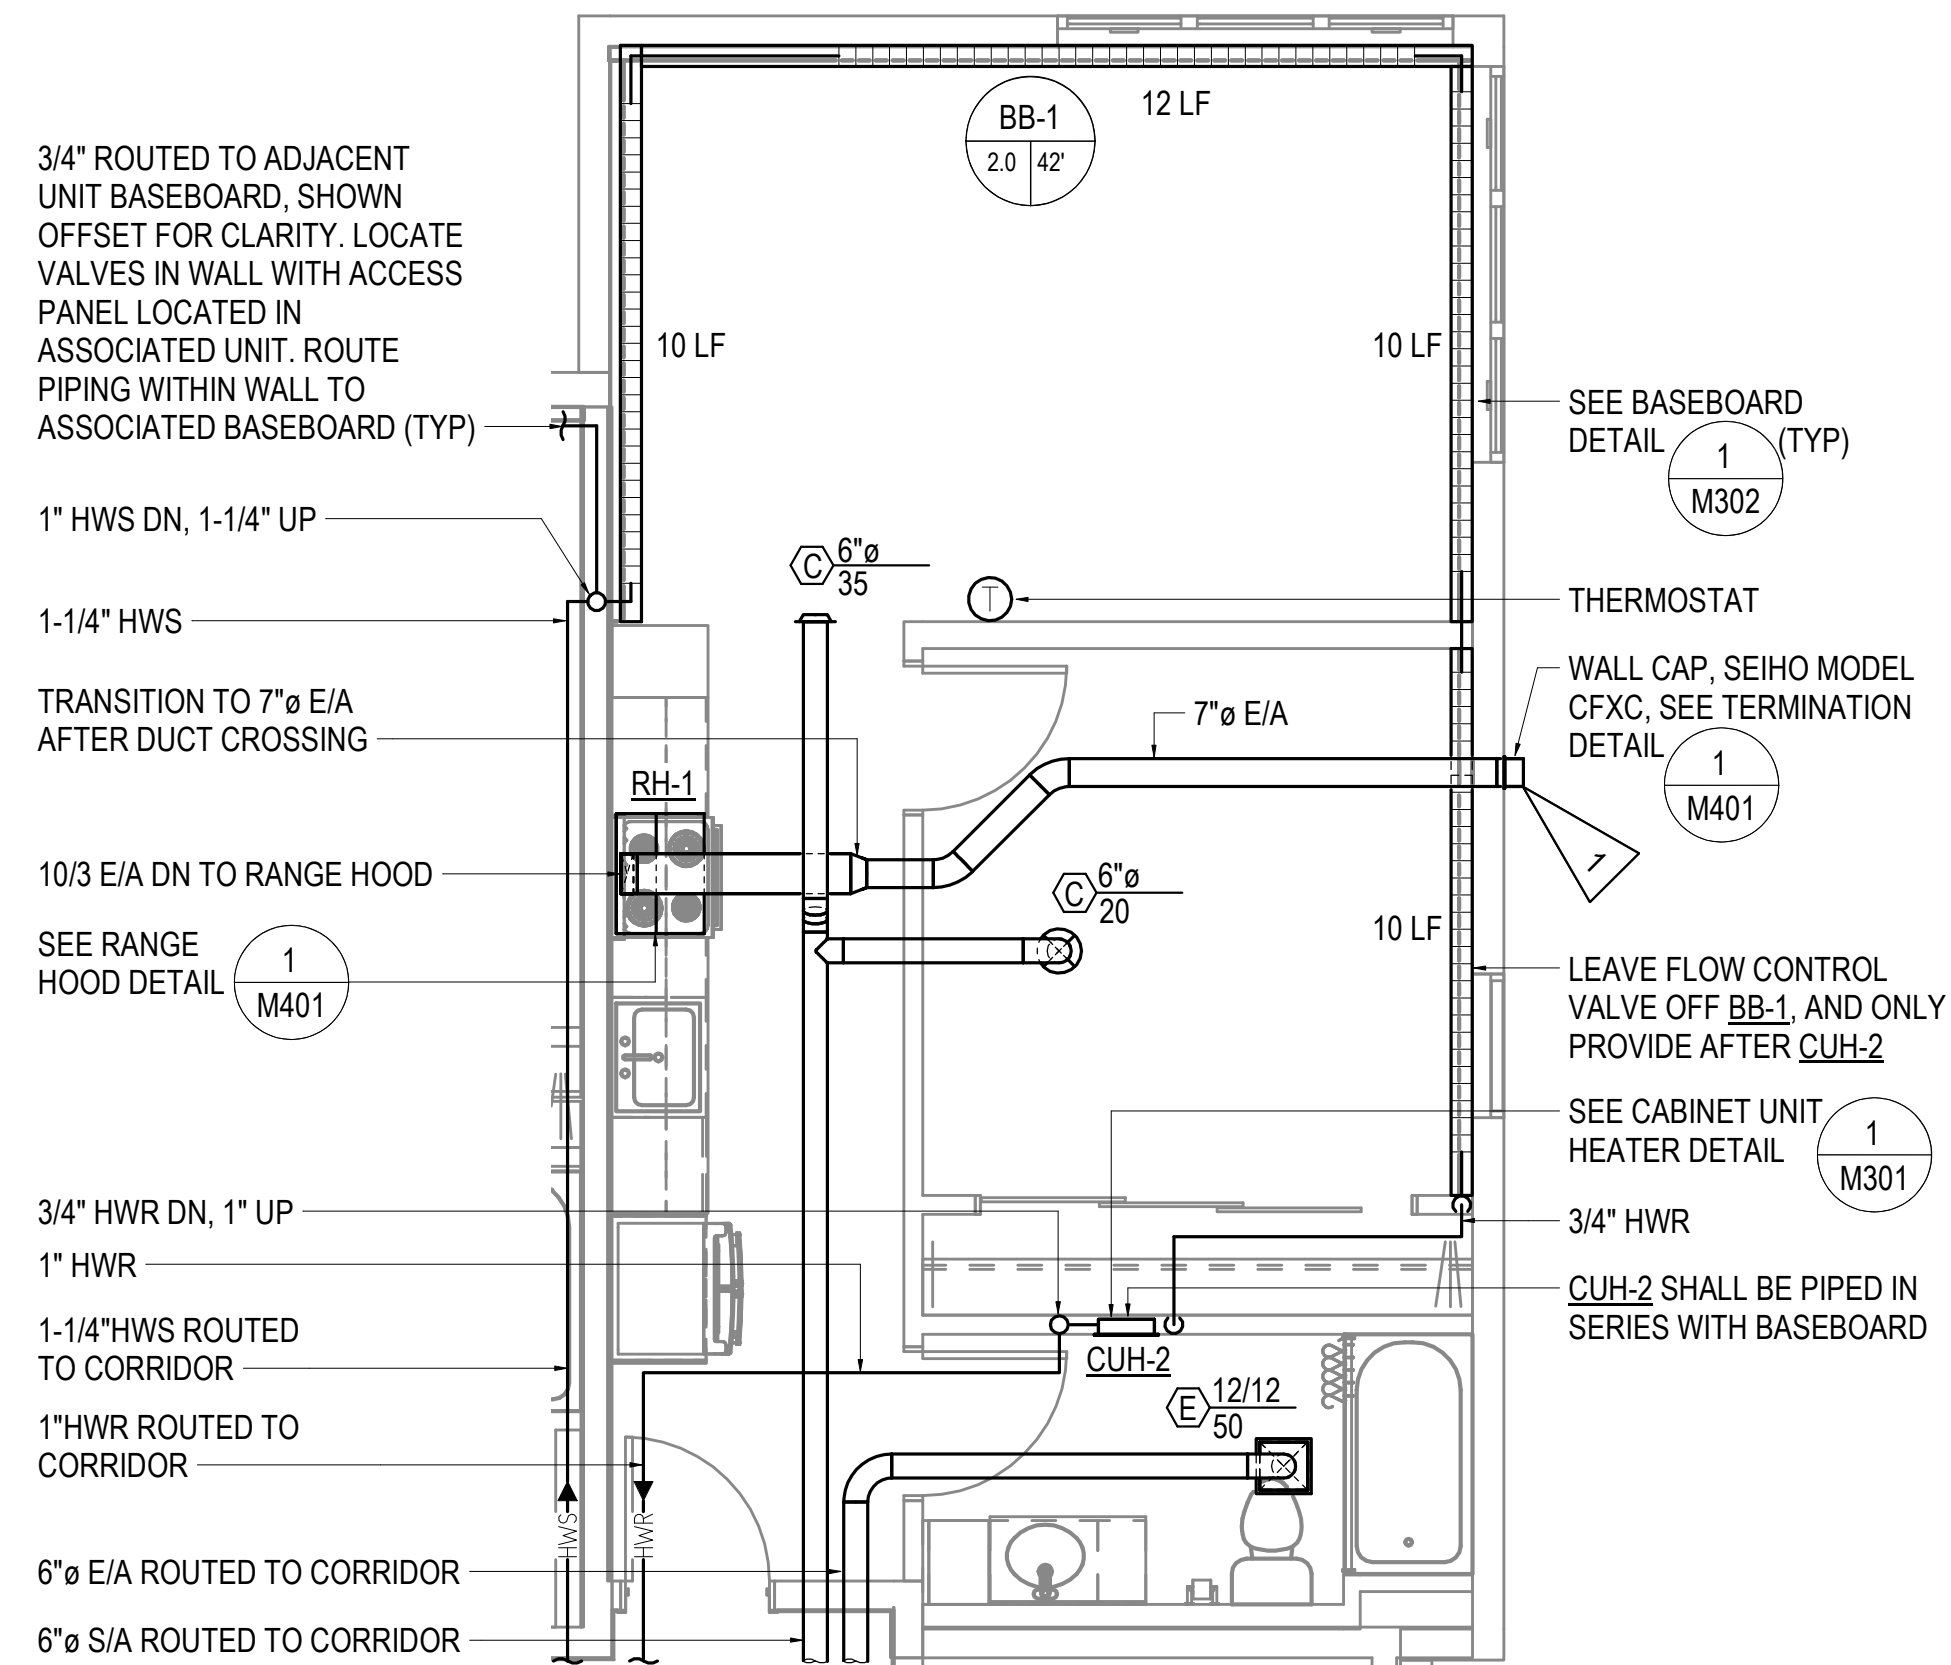 3/4" ROUTED TO ADJACENT
UNIT BASEBOARD, SHOWN
OFFSET FOR CLARITY. LOCATE
VALVES IN WALL WITH ACCESS
PANEL LOCATED IN
ASSOCIATED UNIT. ROUTE
PIPING WITHIN WALL TO
ASSOCIATED BASEBOARD (TYP)
1" HWS DN, 1-1/4" UP
1-1/4" HWS
TRANSITION TO 7"ø E/A
AFTER DUCT CROSSING
10/3 E/A DN TO RANGE HOOD
SEE RANGE
HOOD DETAIL
1
M401
3/4" HWR DN, 1" UP
1" HWR
1-1/4"HWS ROUTED
TO CORRIDOR
1"HWR ROUTED TO
CORRIDOR
6"ø E/A ROUTED TO CORRIDOR
6"ø S/A ROUTED TO CORRIDOR
HWS
HWR
BB-1
2.0 42'
12 LF
10 LF
10 LF
C 6"ø
35
T
7"ø E/A
RH-1
C 6"ø
20
10 LF
CUH-2
E 12/12
50
SEE BASEBOARD
DETAIL (TYP)
1
M302
THERMOSTAT
WALL CAP, SEIHO MODEL
CFXC, SEE TERMINATION
DETAIL
1
M401
1
LEAVE FLOW CONTROL
VALVE OFF BB-1, AND ONLY
PROVIDE AFTER CUH-2
SEE CABINET UNIT
HEATER DETAIL
1
M301
3/4" HWR
CUH-2 SHALL BE PIPED IN
SERIES WITH BASEBOARD